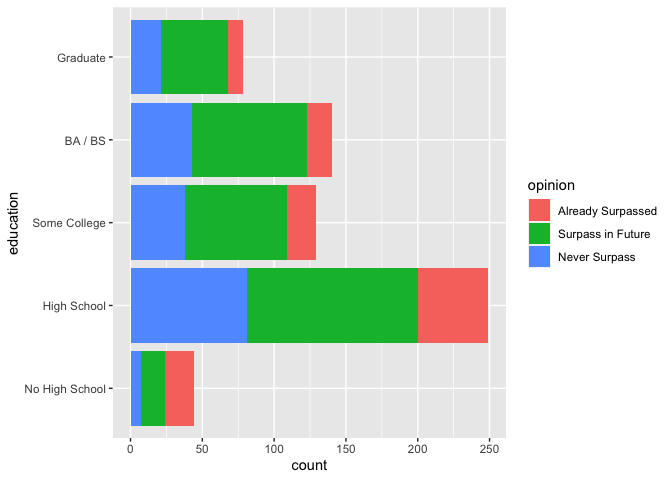 Graduate
BA / BS
Some College
High School
No High School
education
0 50 100 150 200 250
count
opinion
Already Surpassed
Surpass in Future
Never Surpass